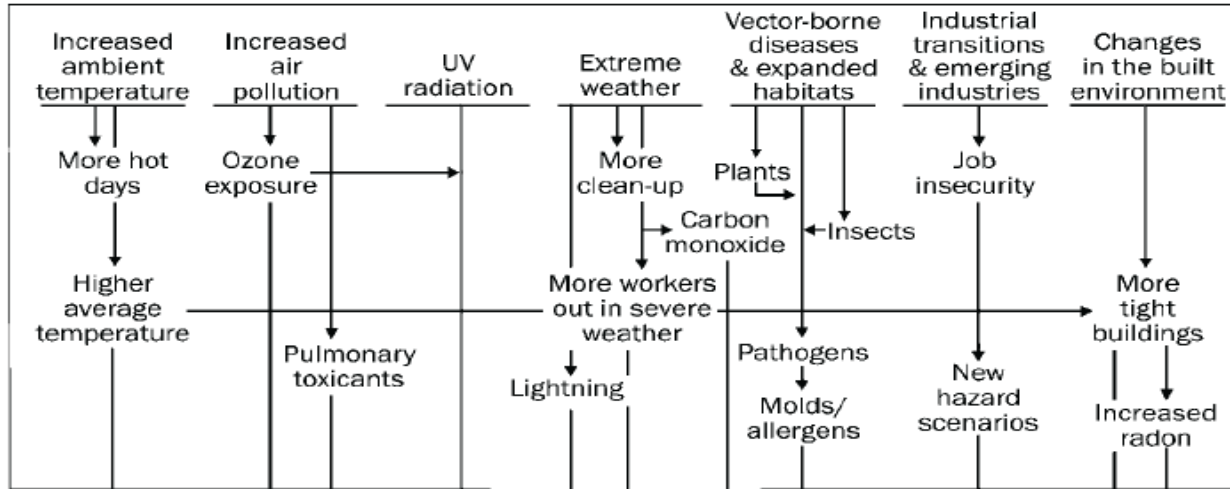 Increased
ambient
temperature
Increased
air
pollution
UV
radiation
Extreme
weather
Vector-borne
diseases
& expanded
habitats
Industrial
transitions
& emerging
industries
Changes
in the built
environment
More hot
days
Ozone
exposure
More
clean-up
Plants
Job
insecurity
Carbon
monoxide
Insects
Higher
average
temperature
More workers
out in severe
weather
More
tight
buildings
Pulmonary
toxicants
Lightning
Pathogens
Molds/
allergens
New
hazard
scenarios
Increased
radon